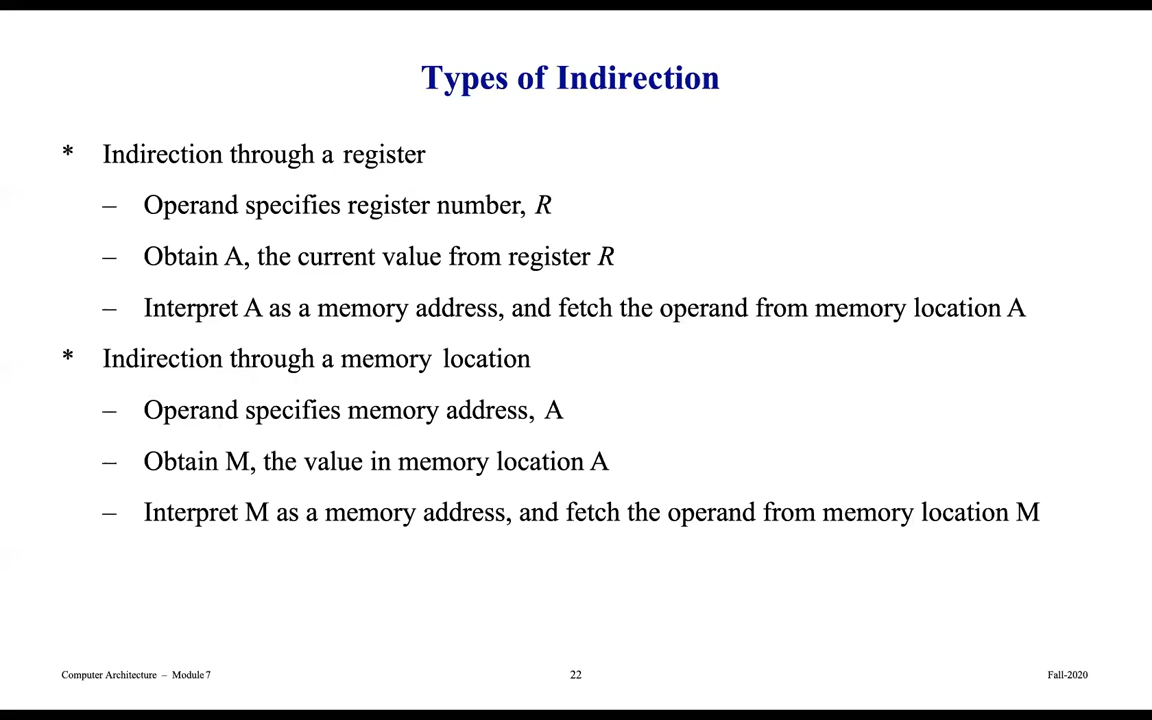 Types of Indirection
* Indirection through a register
– Operand specifies register number, R
– Obtain A, the current value from register R
– Interpret A as a memory address, and fetch the operand from memory location A
* Indirection through a memory location
– Operand specifies memory address, A
– Obtain M, the value in memory location A
– Interpret M as a memory address, and fetch the operand from memory location M
Computer Architecture – Module 7 22 Fall-2020